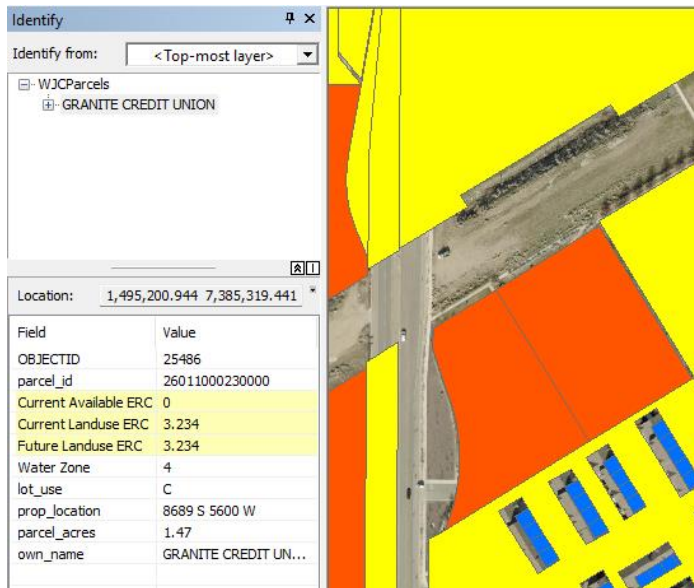 Identify
Identify from: <Top-most layer>
WJCParcels
GRANITE CREDIT UNION
Location: 1,495,200.944 7,385,319.441
Field Value
OBJECTID 25486
parcel_id 26011000230000
Current Available ERC 0
Current Landuse ERC 3.234
Future Landuse ERC 3.234
Water Zone 4
lot_use C
prop_location 8689 S 5600 W
parcel_acres 1.47
own_name GRANITE CREDIT UN...